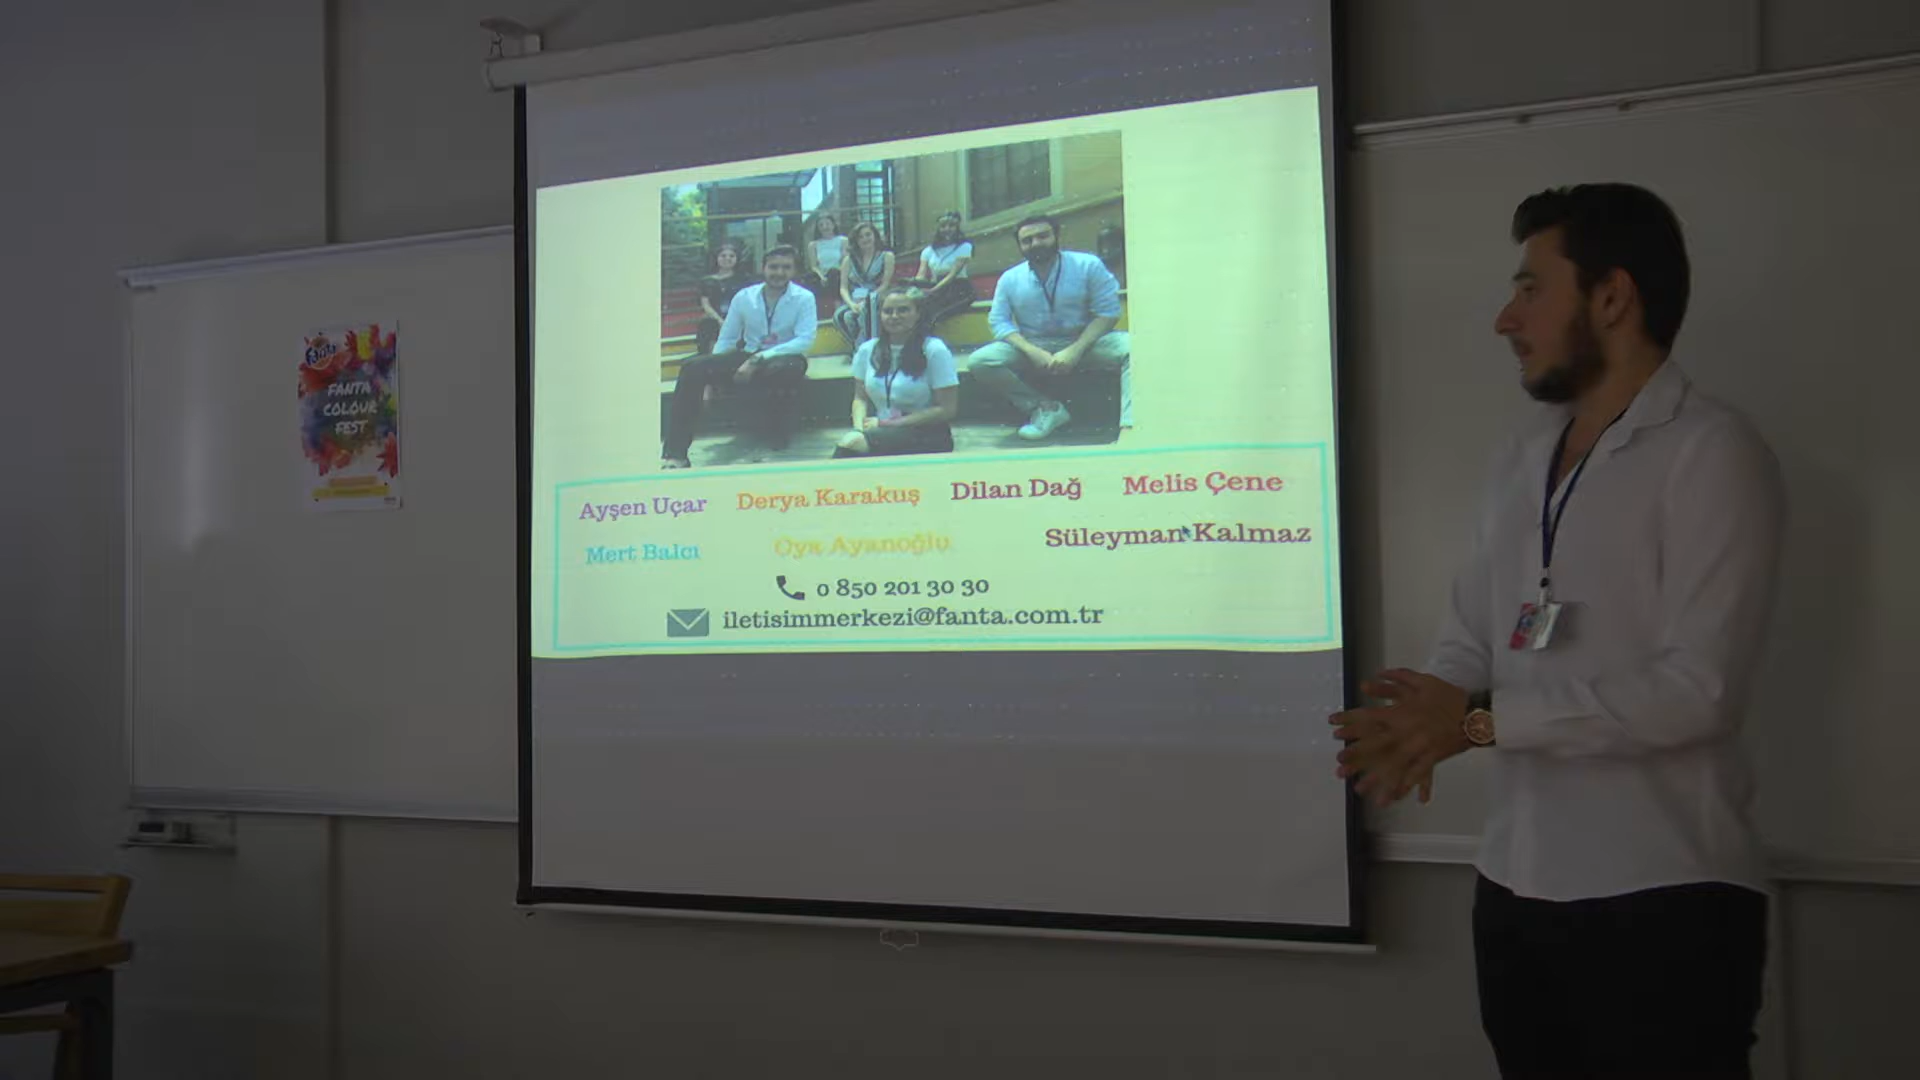 Fanta
FANTA
COLOUR
FEST
Ayşen Uçar Derya Karakuş Dilan Dağ Melis Çene
Mert Balcı Oya Ayanoğlu Süleyman Kalmaz
0 850 201 30 30
iletisimmerkezi@fanta.com.tr